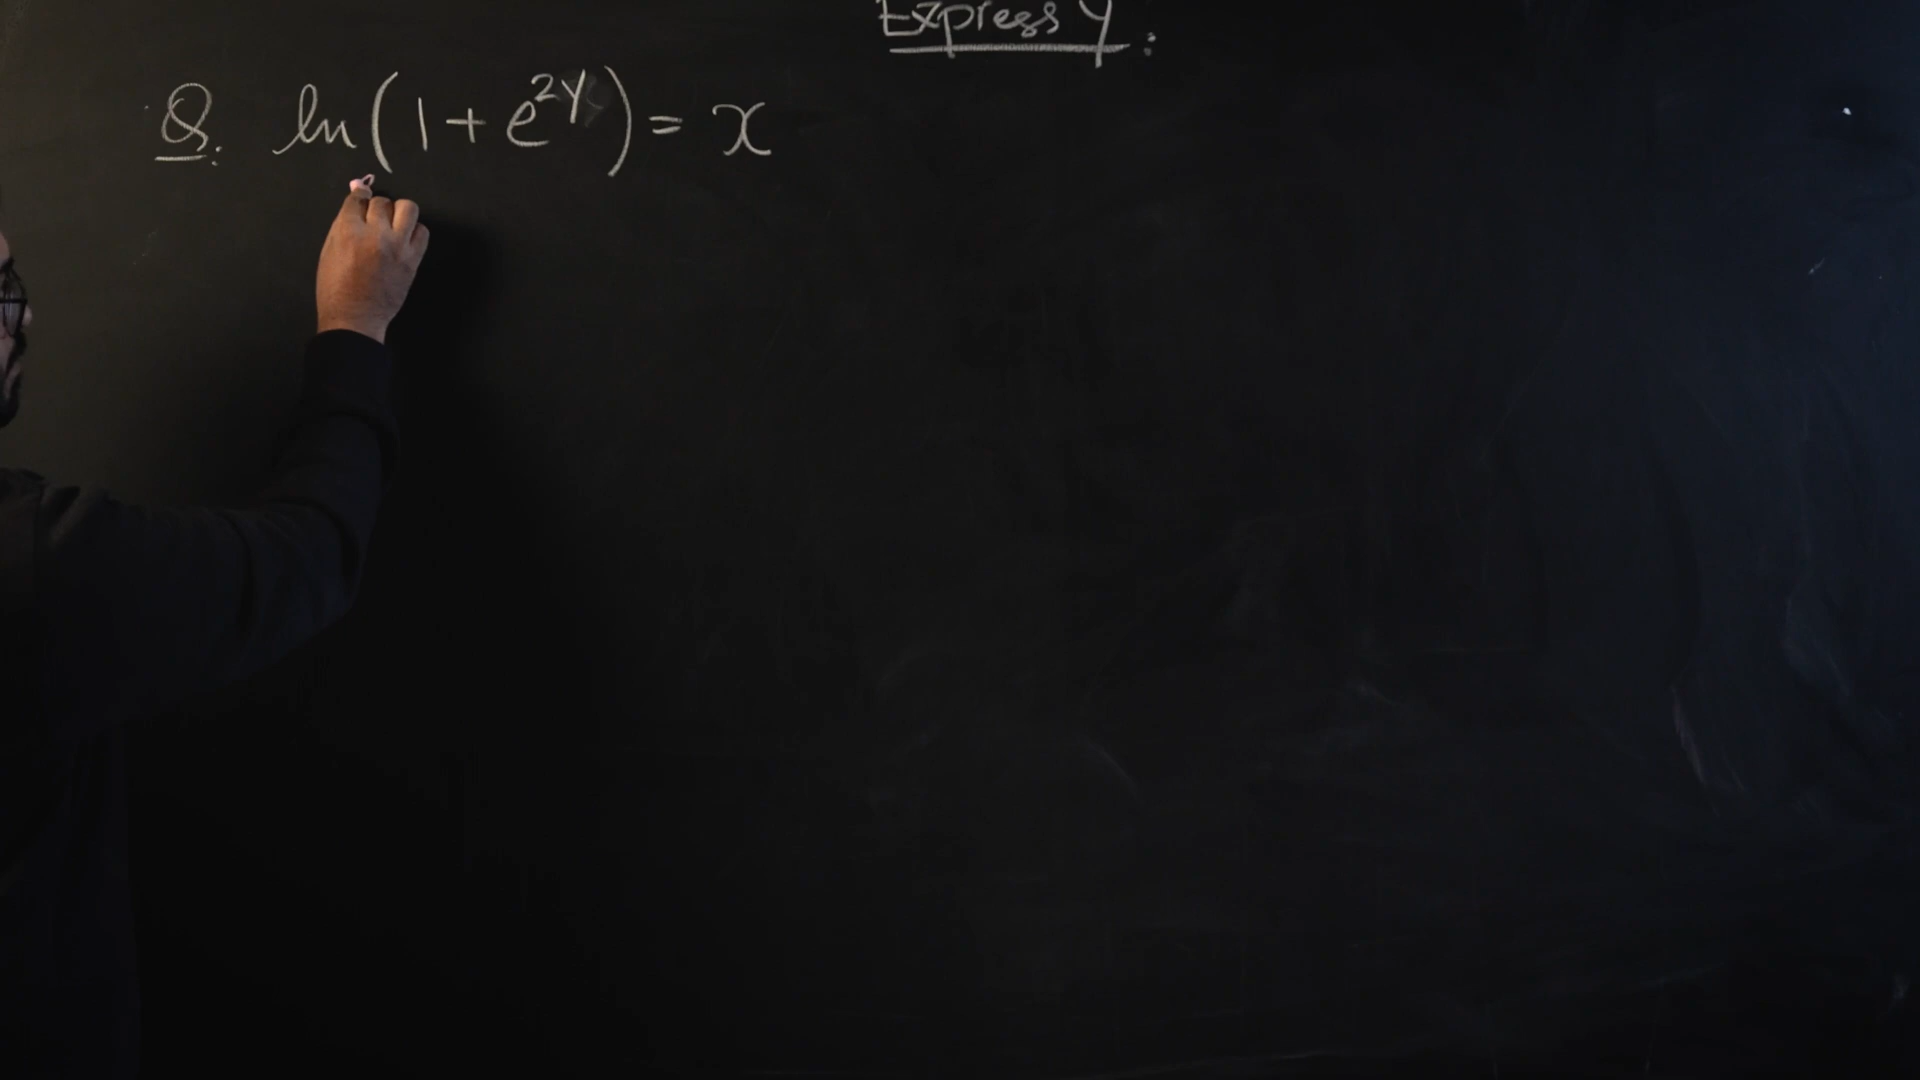 Express y :
Q. ln(1 + e^{2y}) = x